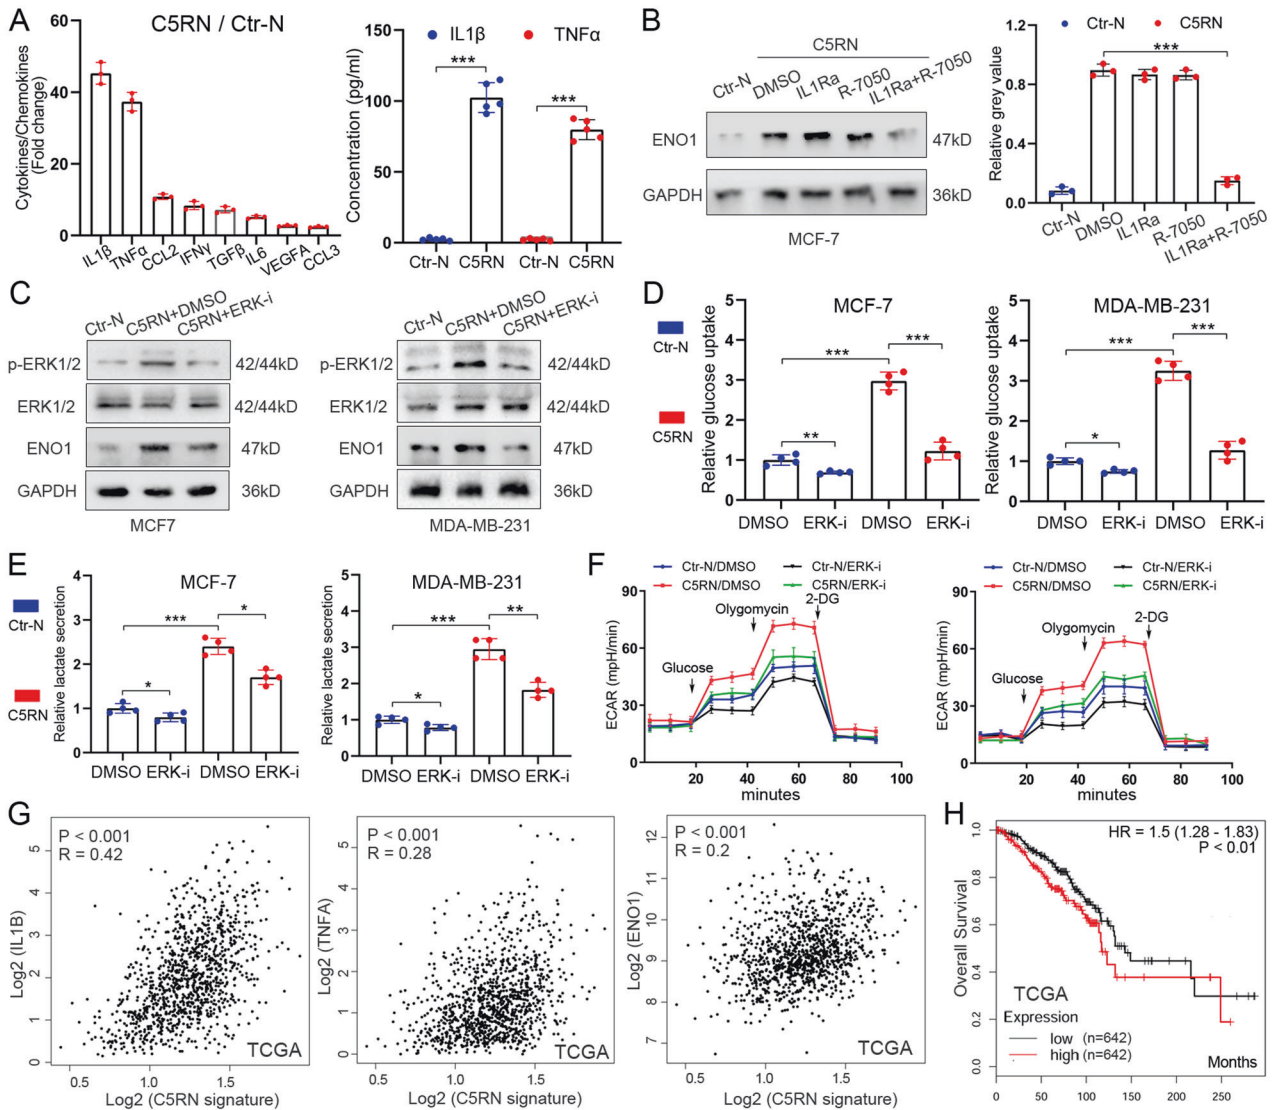 A
C5RN / Ctr-N
Cytokines/Chemokines
(Fold change)
60
40
20
0
IL1β
TNFα
CCL2
IFNγ
TGFβ
IL6
VEGFA
CCL3
IL1β
TNFα
Concentration (pg/ml)
150
100
50
0
***
***
Ctr-N
C5RN
Ctr-N
C5RN
B
C5RN
Ctr-N
DMSO
IL1Ra
R-7050
IL1Ra+R-7050
ENO1
47kD
GAPDH
36kD
MCF-7
Ctr-N
C5RN
Relative grey value
1.2
0.8
0.4
0.0
***
Ctr-N
DMSO
IL1Ra
R-7050
IL1Ra+R-7050
C
Ctr-N
C5RN+DMSO
C5RN+ERK-i
p-ERK1/2
42/44kD
ERK1/2
42/44kD
ENO1
47kD
GAPDH
36kD
MCF7
Ctr-N
C5RN+DMSO
C5RN+ERK-i
p-ERK1/2
42/44kD
ERK1/2
42/44kD
ENO1
47kD
GAPDH
36kD
MDA-MB-231
D
Ctr-N
C5RN
MCF-7
Relative glucose uptake
5
4
3
2
1
0
**
***
***
DMSO
ERK-i
DMSO
ERK-i
MDA-MB-231
Relative glucose uptake
5
4
3
2
1
0
*
***
***
DMSO
ERK-i
DMSO
ERK-i
E
Ctr-N
C5RN
MCF-7
Relative lactate secretion
4
3
2
1
0
*
***
*
DMSO
ERK-i
DMSO
ERK-i
MDA-MB-231
Relative lactate secretion
5
4
3
2
1
0
*
***
**
DMSO
ERK-i
DMSO
ERK-i
F
Ctr-N/DMSO
Ctr-N/ERK-i
C5RN/DMSO
C5RN/ERK-i
ECAR (mpH/min)
90
60
30
0
Glucose
Olygomycin
2-DG
20
40
60
80
100
minutes
Ctr-N/DMSO
Ctr-N/ERK-i
C5RN/DMSO
C5RN/ERK-i
ECAR (mpH/min)
90
60
30
0
Glucose
Olygomycin
2-DG
20
40
60
80
100
minutes
G
P < 0.001
R = 0.42
Log2 (IL1B)
5
4
3
2
1
0
TCGA
0.5
1.0
1.5
Log2 (C5RN signature)
P < 0.001
R = 0.28
Log2 (TNFA)
5
4
3
2
1
0
TCGA
0.5
1.0
1.5
Log2 (C5RN signature)
P < 0.001
R = 0.2
Log2 (ENO1)
12
11
10
9
8
7
TCGA
0.5
1.0
1.5
Log2 (C5RN signature)
H
HR = 1.5 (1.28 - 1.83)
P < 0.01
Overall Survival
1.0
0.8
0.6
0.4
0.2
0.0
TCGA
Expression
low (n=642)
high (n=642)
Months
0
50
100
150
200
250